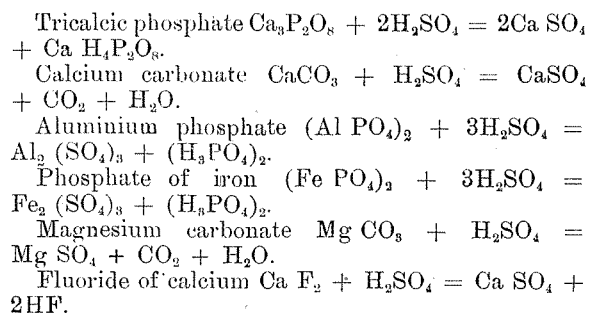 Tricalcic phosphate Ca₃P₂O₈ + 2H₂SO₄ = 2Ca SO₄
+ Ca H₄P₂O₈.
Calcium carbonate CaCO₃ + H₂SO₄ = CaSO₄
+ CO₂ + H₂O.
Aluminium phosphate (Al PO₄)₂ + 3H₂SO₄ =
Al₂ (SO₄)₃ + (H₃PO₄)₂.
Phosphate of iron (Fe PO₄)₂ + 3H₂SO₄ =
Fe₂ (SO₄)₃ + (H₃PO₄)₂.
Magnesium carbonate Mg CO₃ + H₂SO₄ =
Mg SO₄ + CO₂ + H₂O.
Fluoride of calcium Ca F₂ + H₂SO₄ = Ca SO₄ +
2HF.